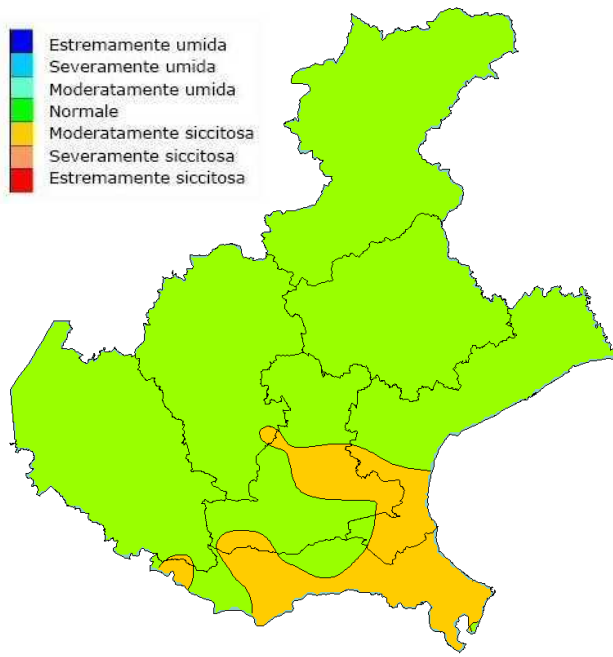 Estremamente umida
Severamente umida
Moderatamente umida
Normale
Moderatamente siccitosa
Severamente siccitosa
Estremamente siccitosa